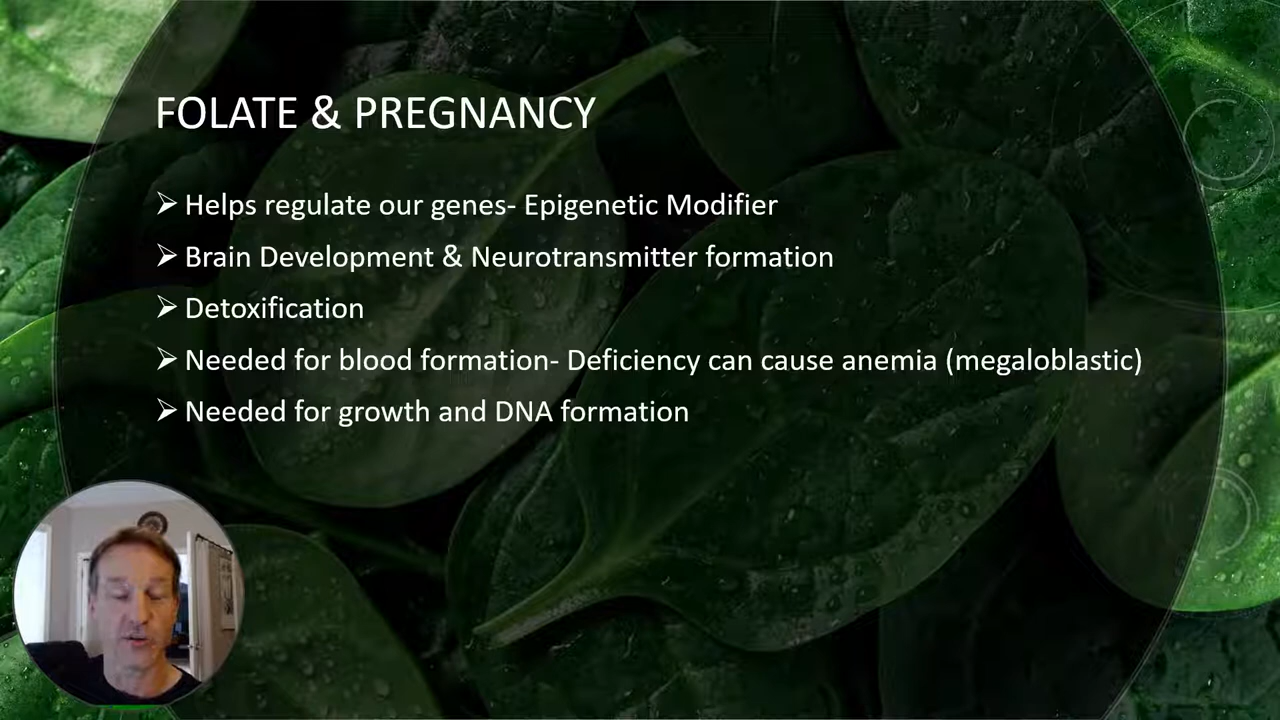 FOLATE & PREGNANCY
➢ Helps regulate our genes- Epigenetic Modifier
➢ Brain Development & Neurotransmitter formation
➢ Detoxification
➢ Needed for blood formation- Deficiency can cause anemia (megaloblastic)
➢ Needed for growth and DNA formation